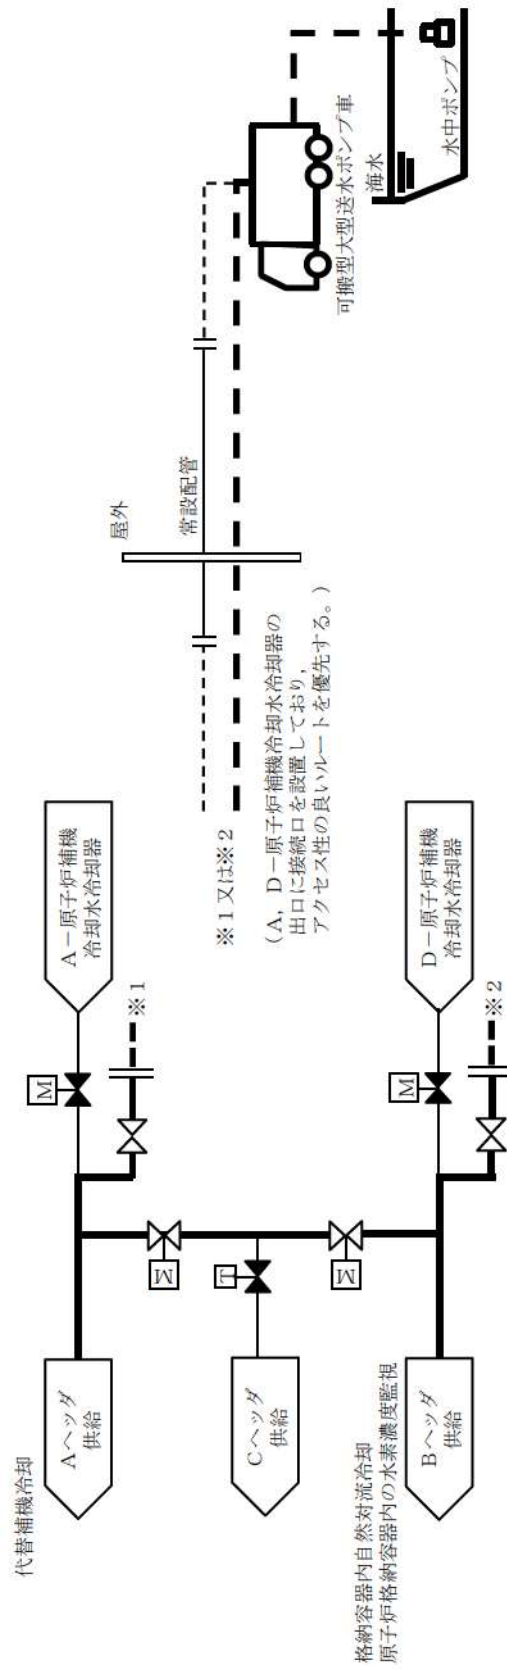 代替補機冷却
Aヘッダ
供給
M
A-原子炉補機
冷却水冷却器
※1
M
Cヘッダ
供給
T
M
格納容器内自然対流冷却
原子炉格納容器内の水素濃度監視
Bヘッダ
供給
M
D-原子炉補機
冷却水冷却器
※2
※1又は※2
(A,D-原子炉補機冷却水冷却器の
出口に接続口を設置しており,
アクセス性の良いルートを優先する。)
屋外
常設配管
可搬型大型送水ポンプ車
海水
水中ポンプ